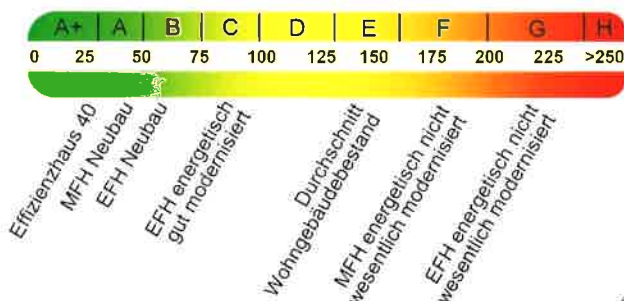 A+ A B C D E F G H
0 25 50 75 100 125 150 175 200 225 >250
Effizienzhaus 40
MFH Neubau
EFH Neubau
EFH energetisch
gut modernisiert
Durchschnitt
Wohngebäudebestand
MFH energetisch nicht
wesentlich modernisiert
EFH energetisch nicht
wesentlich modernisiert